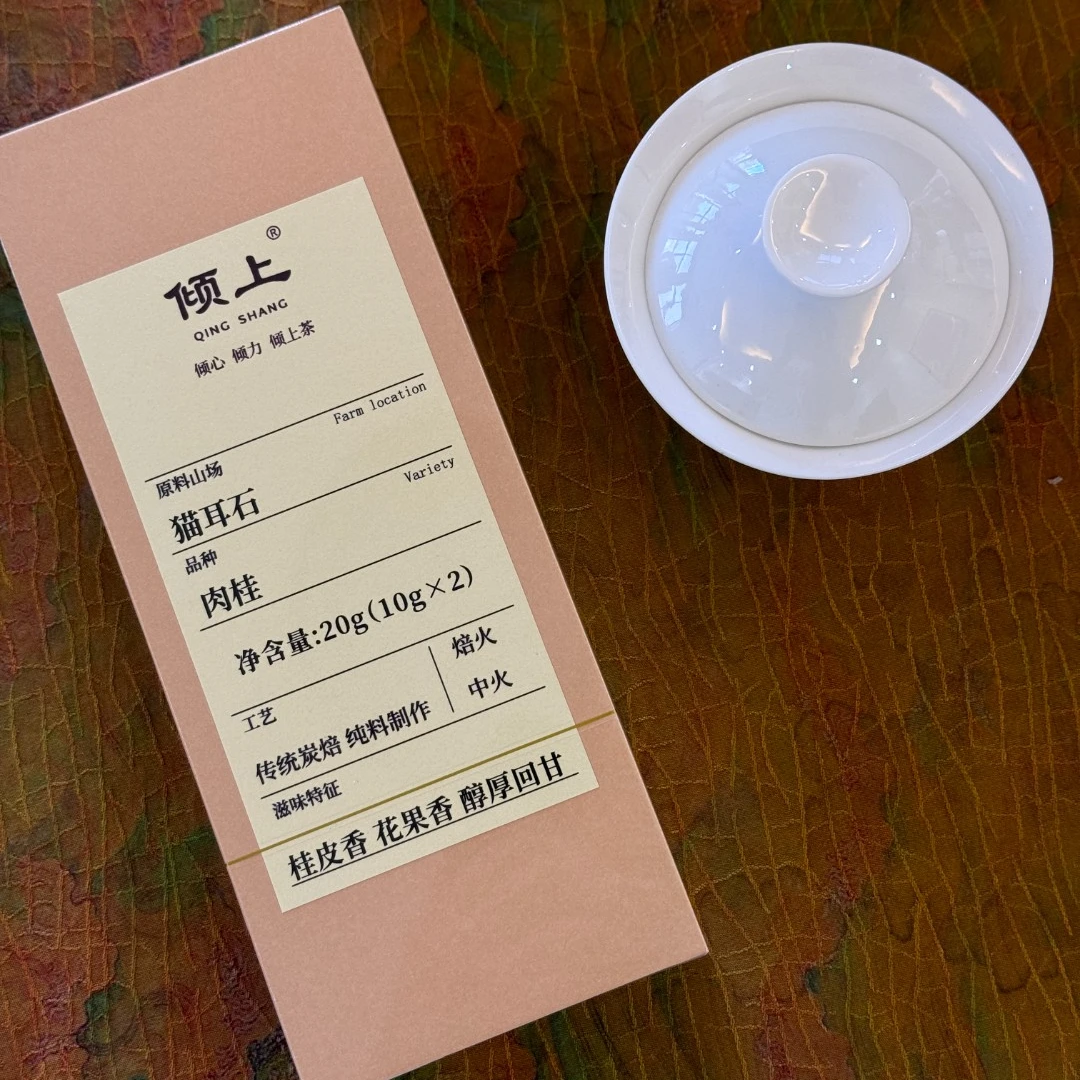 ®
倾上
QING SHANG
倾心 倾力 倾上茶
Farm location
原料山场
猫耳石
Variety
品种
肉桂
净含量:20g(10g×2)
工艺
传统炭焙 纯料制作
焙火
中火
滋味特征
桂皮香 花果香 醇厚回甘